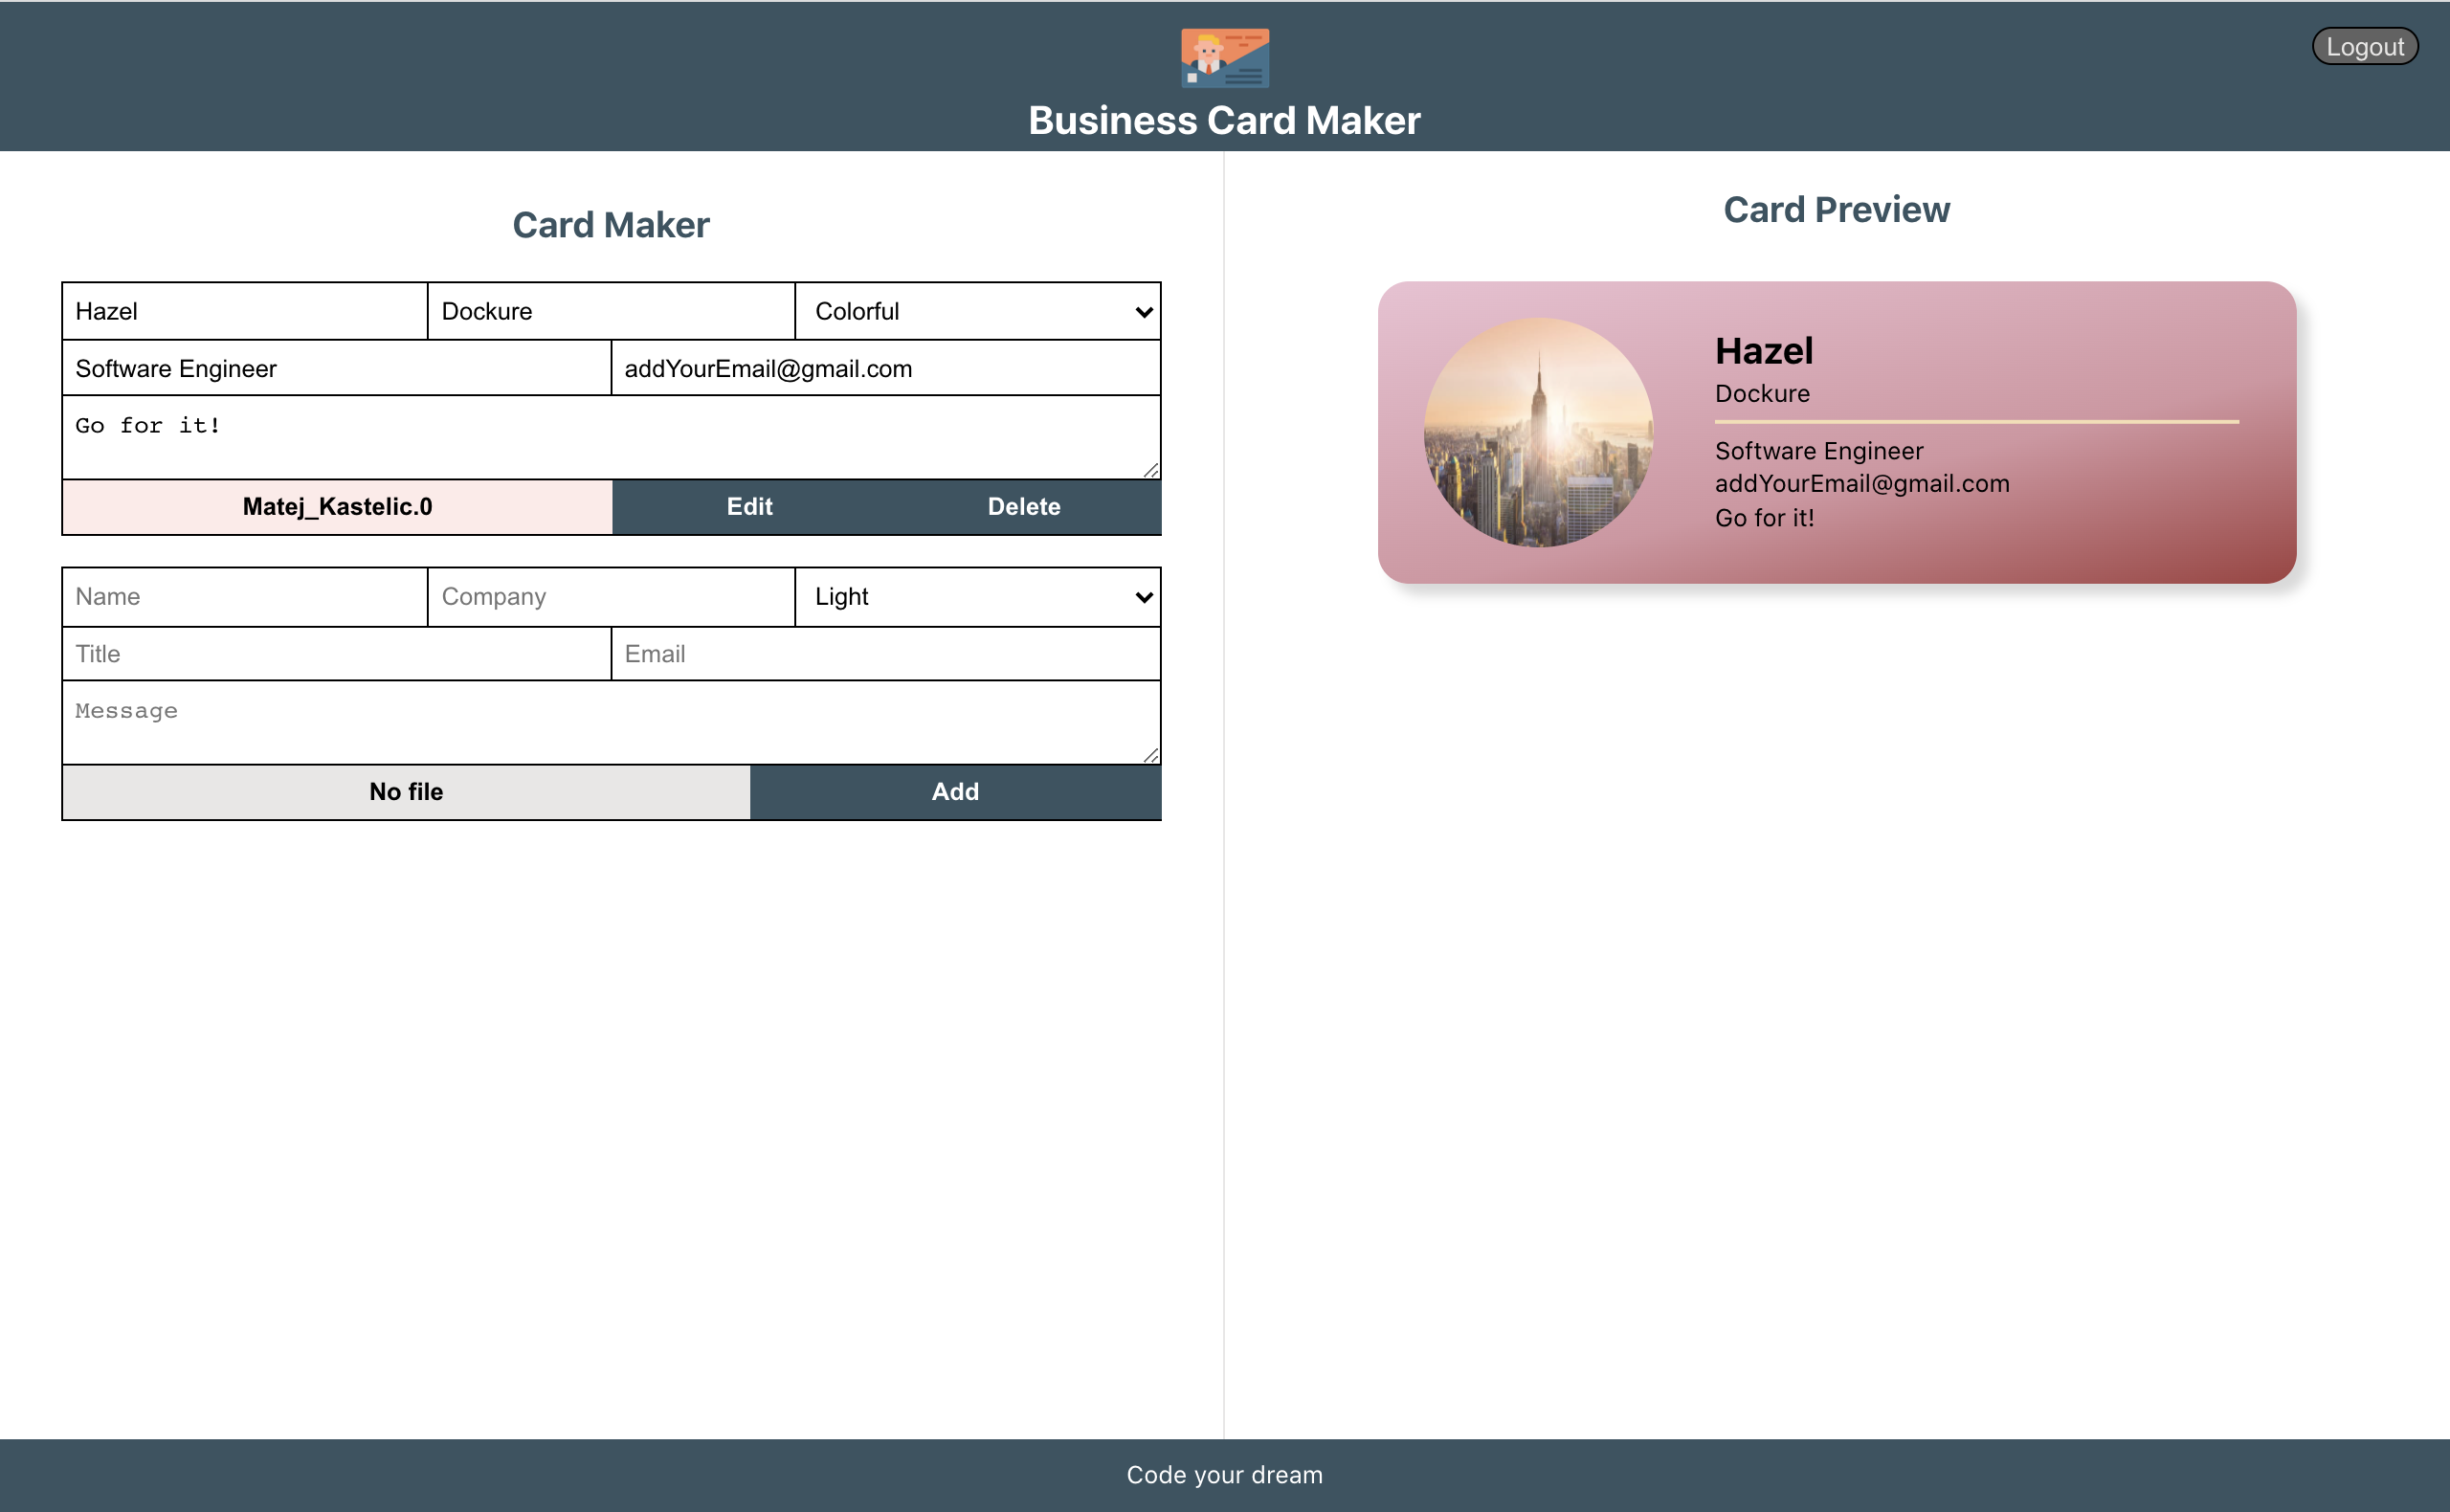 Logout
Business Card Maker
Card Maker
Hazel Dockure Colorful
Software Engineer addYourEmail@gmail.com
Go for it!
Matej_Kastelic.0 Edit Delete
Name Company Light
Title Email
Message
No file Add
Card Preview
Hazel
Dockure
Software Engineer
addYourEmail@gmail.com
Go for it!
Code your dream